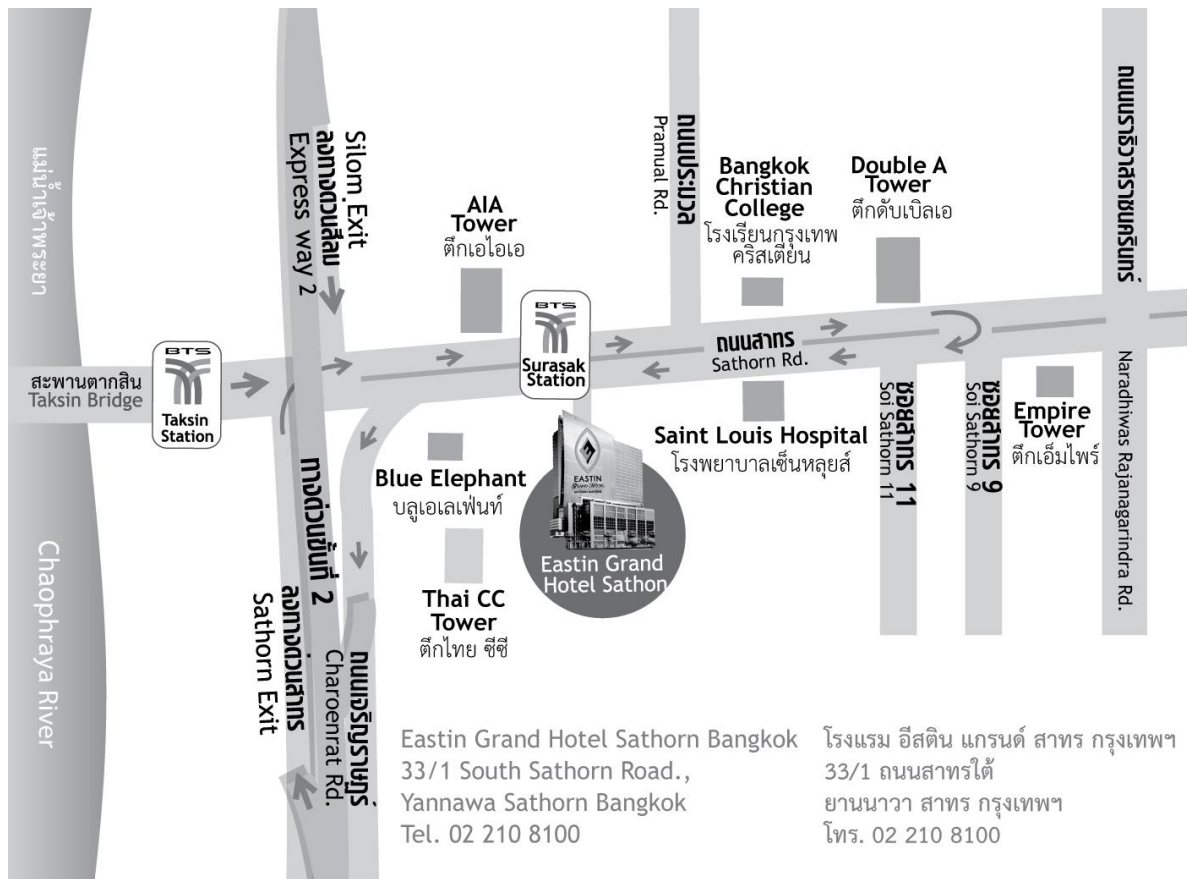 แม่น้ำเจ้าพระยา
Chaophraya River
สะพานตากสิน
Taksin Bridge
BTS
Taksin
Station
Silom Exit
ลงทางด่วนสีลม
Express way 2
ทางด่วนขั้นที่ 2
ลงทางด่วนสาทร
Sathorn Exit
ถนนเจริญราษฎร์
Charoenrat Rd.
AIA
Tower
ตึกเอไอเอ
BTS
Surasak
Station
ถนนประมวล
Pramual Rd.
Bangkok
Christian
College
โรงเรียนกรุงเทพ
คริสเตียน
Double A
Tower
ตึกดับเบิลเอ
ถนนนราธิวาสราชนครินทร์
Naradhiwas Rajanagarindra Rd.
ถนนสาทร
Sathorn Rd.
Blue Elephant
บลูเอเลเฟ่นท์
Thai CC
Tower
ตึกไทย ซีซี
EASTIN
Eastin Grand
Hotel Sathon
Saint Louis Hospital
โรงพยาบาลเซ็นหลุยส์
ซอยสาทร 11
Soi Sathorn 11
ซอยสาทร 9
Soi Sathorn 9
Empire
Tower
ตึกเอ็มไพร์
Eastin Grand Hotel Sathorn Bangkok
33/1 South Sathorn Road.,
Yannawa Sathorn Bangkok
Tel. 02 210 8100
โรงแรม อีสติน แกรนด์ สาทร กรุงเทพฯ
33/1 ถนนสาทรใต้
ยานนาวา สาทร กรุงเทพฯ
โทร. 02 210 8100